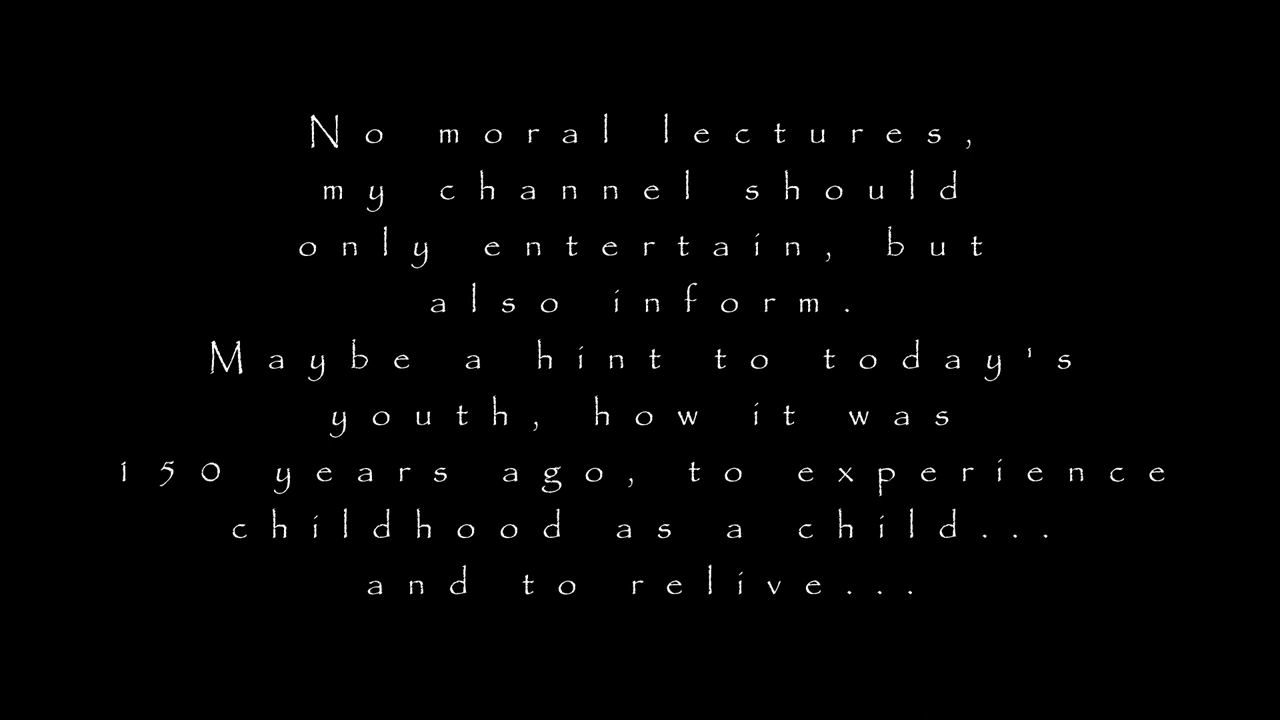 No moral lectures,
my channel should
only entertain, but
also inform.
Maybe a hint to today's
youth, how it was
150 years ago, to experience
childhood as a child...
and to relive...